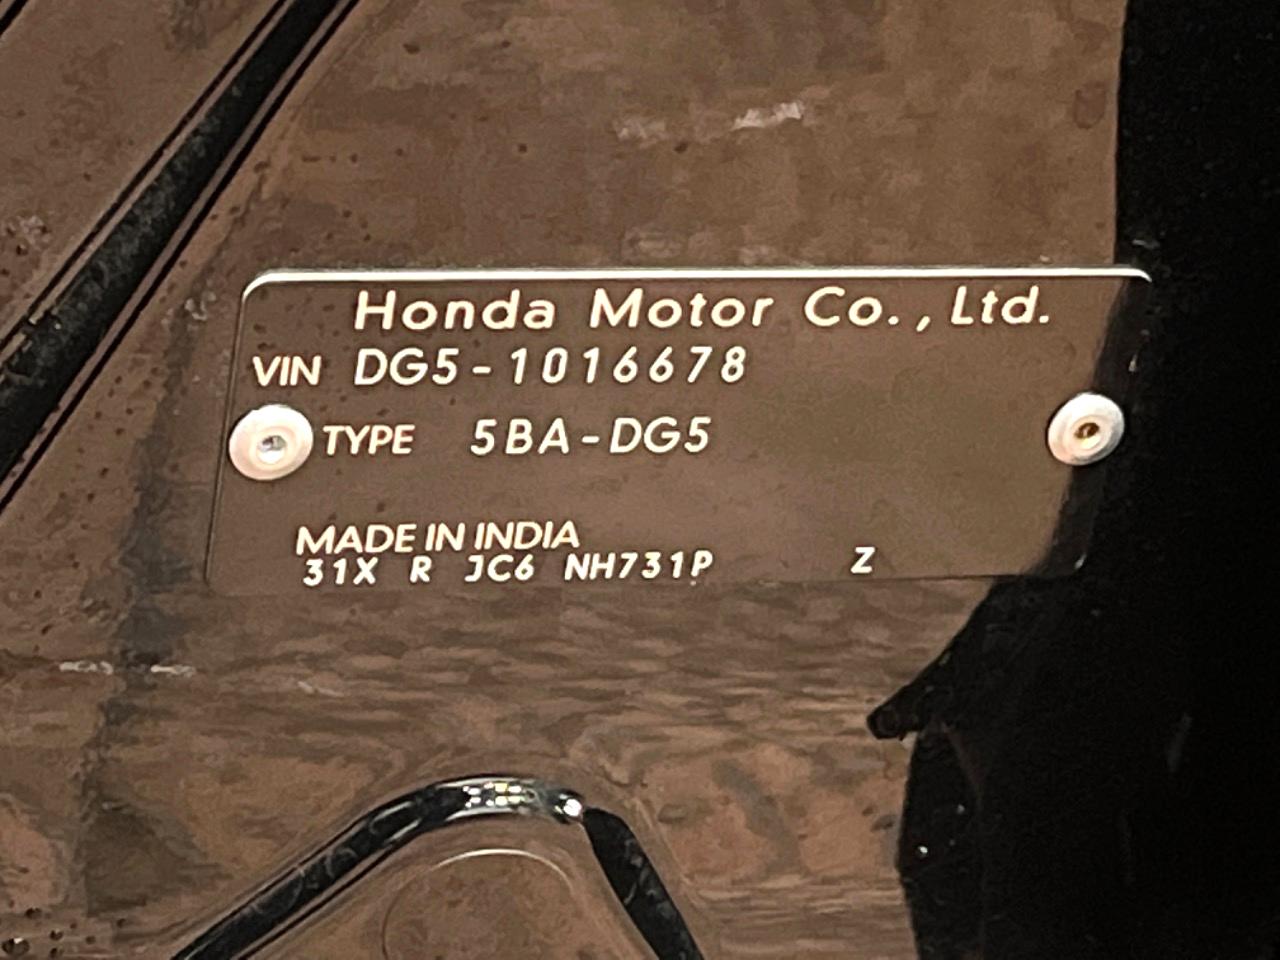 Honda Motor Co., Ltd.
VIN DG5-1016678
TYPE 5BA-DG5
MADE IN INDIA
31X R JC6 NH731P Z